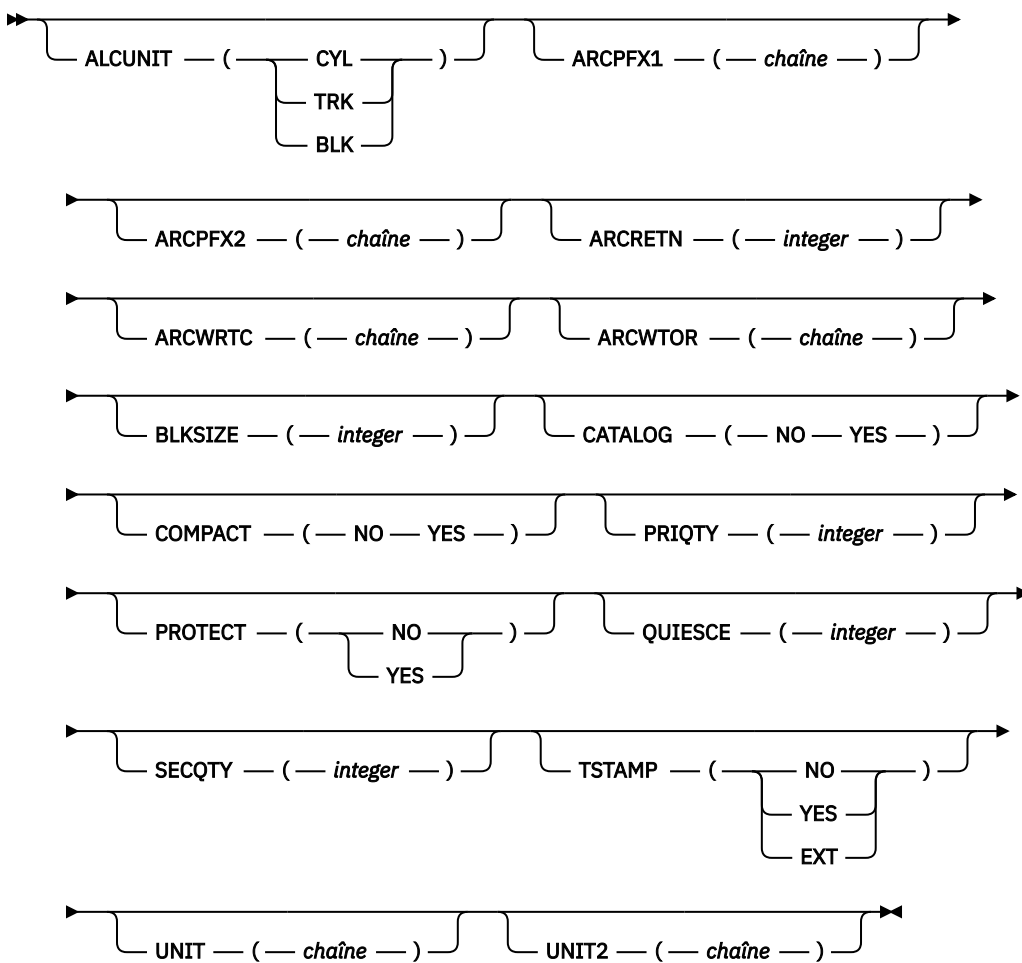 ALCUNIT ( CYL ) ARCPFX1 ( chaîne )
TRK
BLK
ARCPFX2 ( chaîne ) ARCRETN ( integer )
ARCWRTC ( chaîne ) ARCWTOR ( chaîne )
BLKSIZE ( integer ) CATALOG ( NO YES )
COMPACT ( NO YES ) PRIQTY ( integer )
PROTECT ( NO ) QUIESCE ( integer )
YES
SECQTY ( integer ) TSTAMP ( NO )
YES
EXT
UNIT ( chaîne ) UNIT2 ( chaîne )